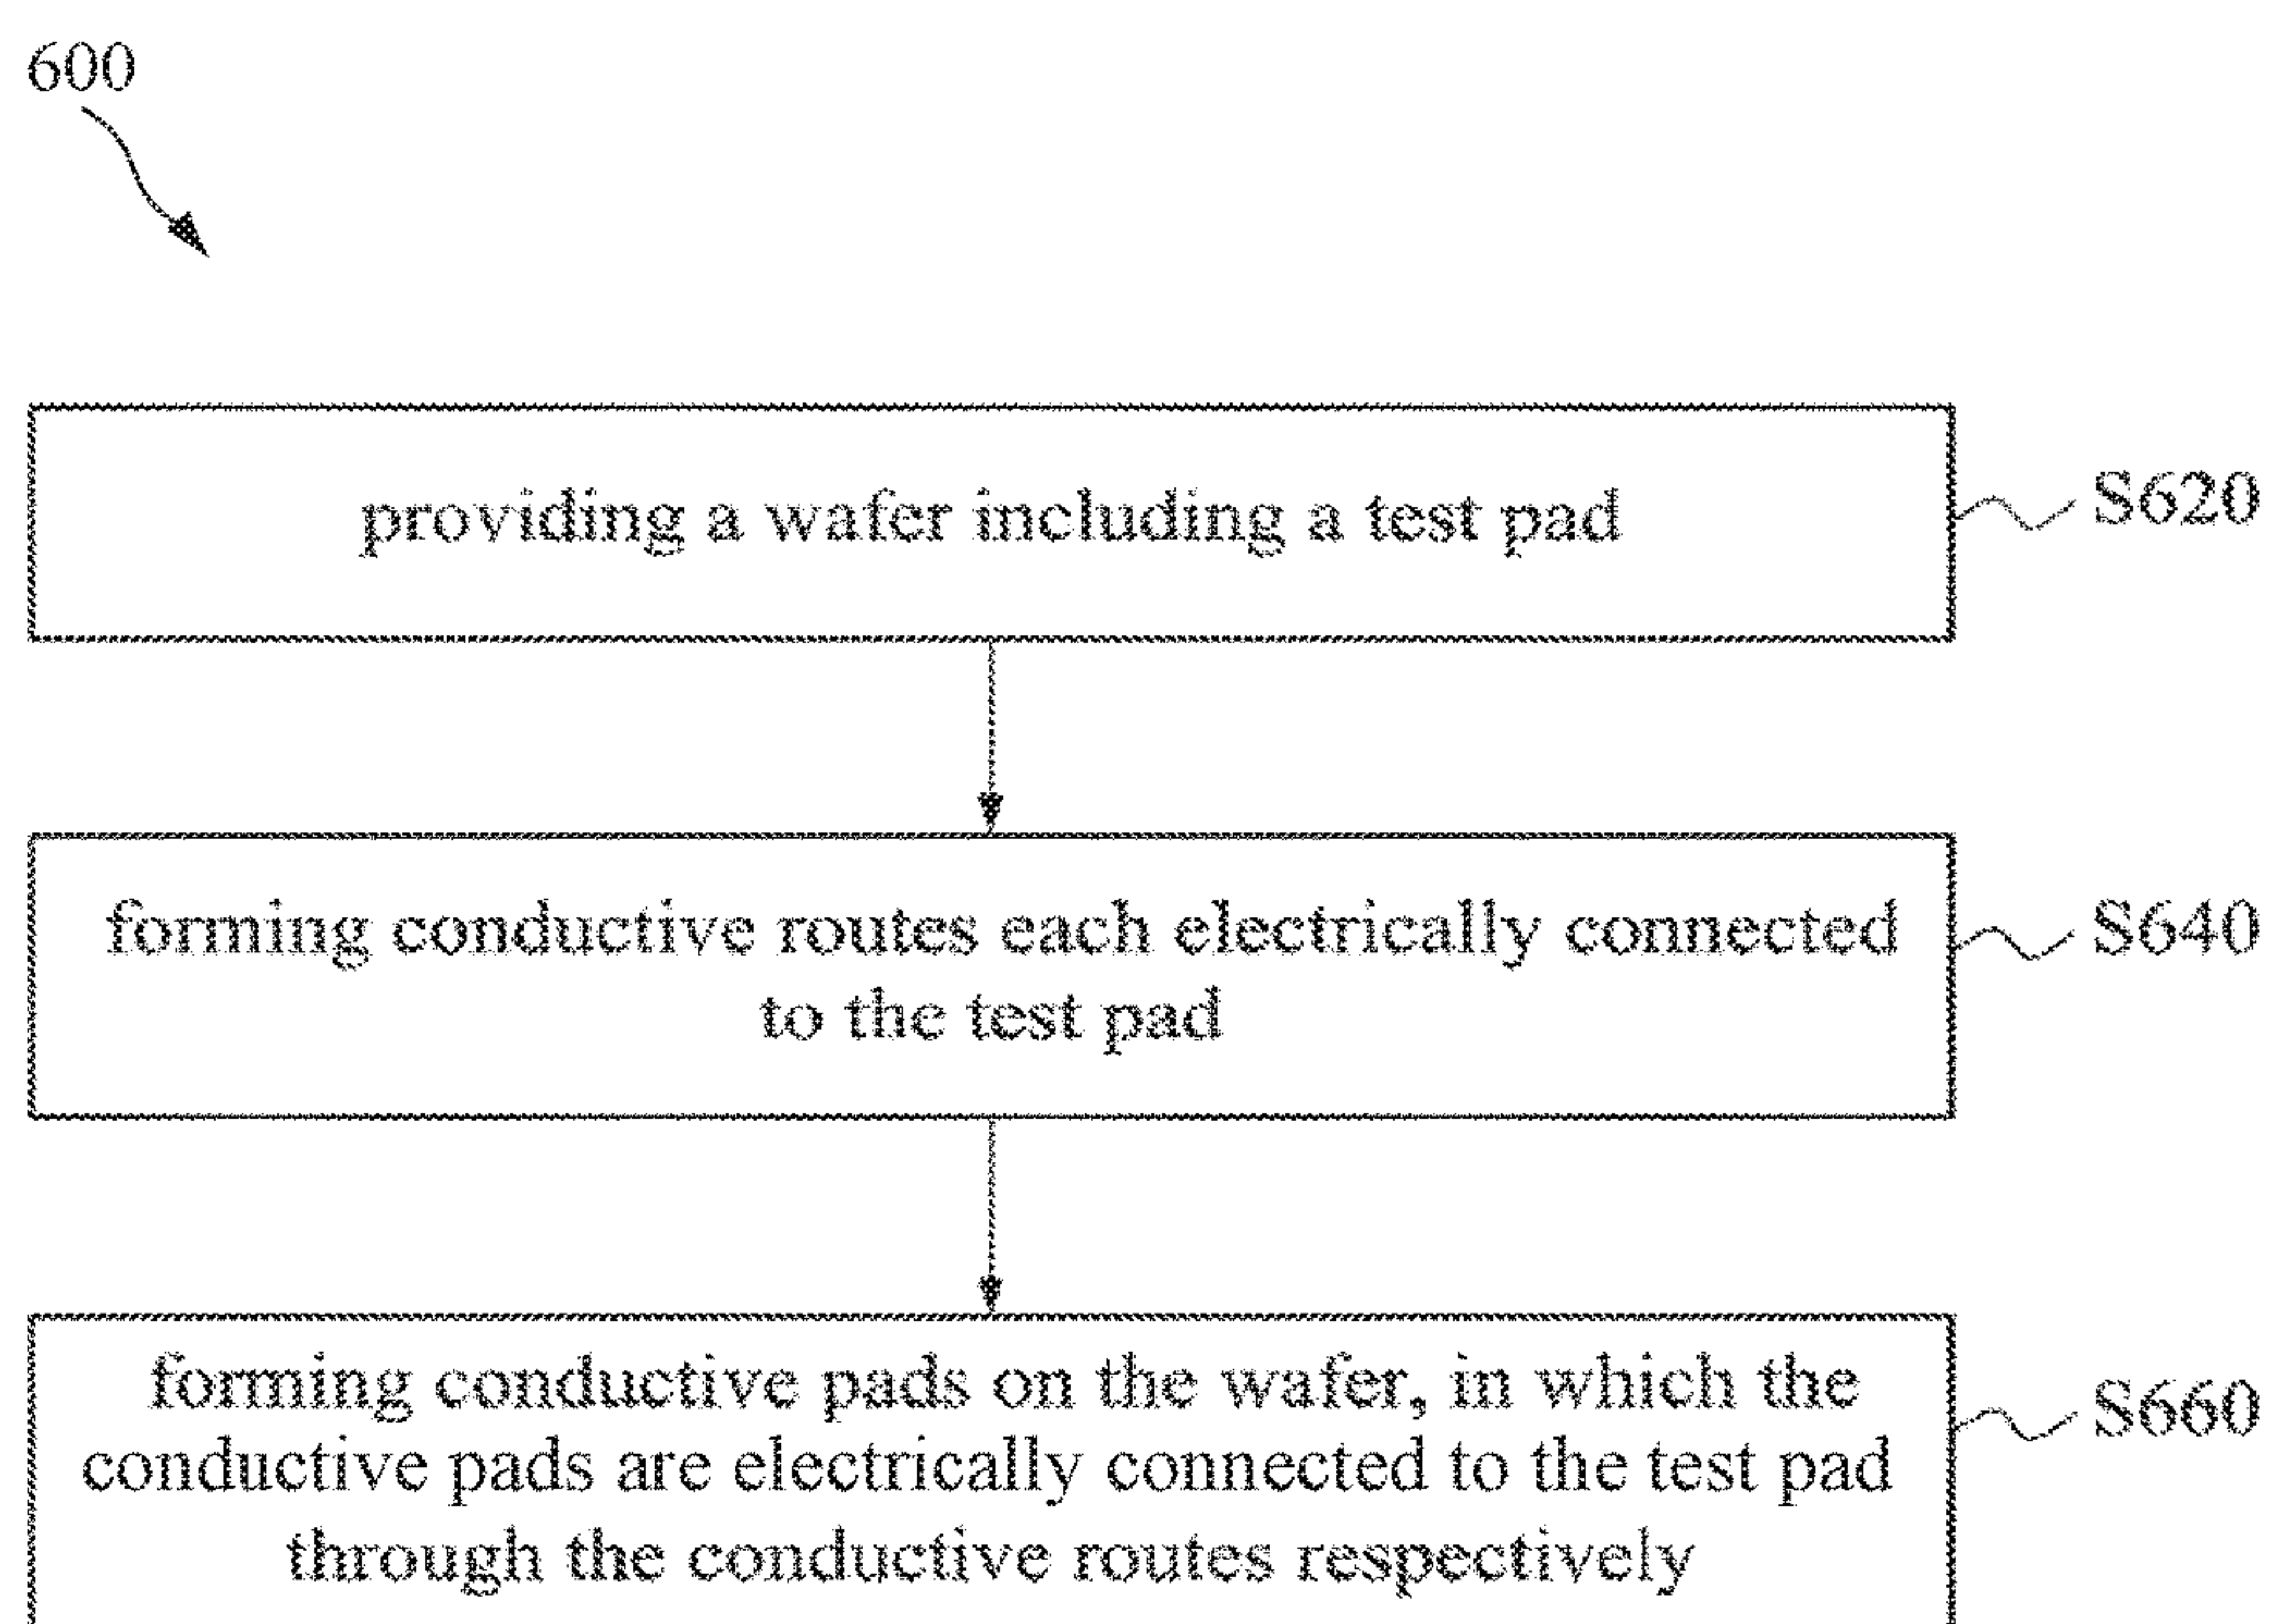 600
providing a wafer including a test pad
S620
forming conductive routes each electrically connected
to the test pad
S640
forming conductive pads on the wafer, in which the
conductive pads are electrically connected to the test pad
through the conductive routes respectively
S660